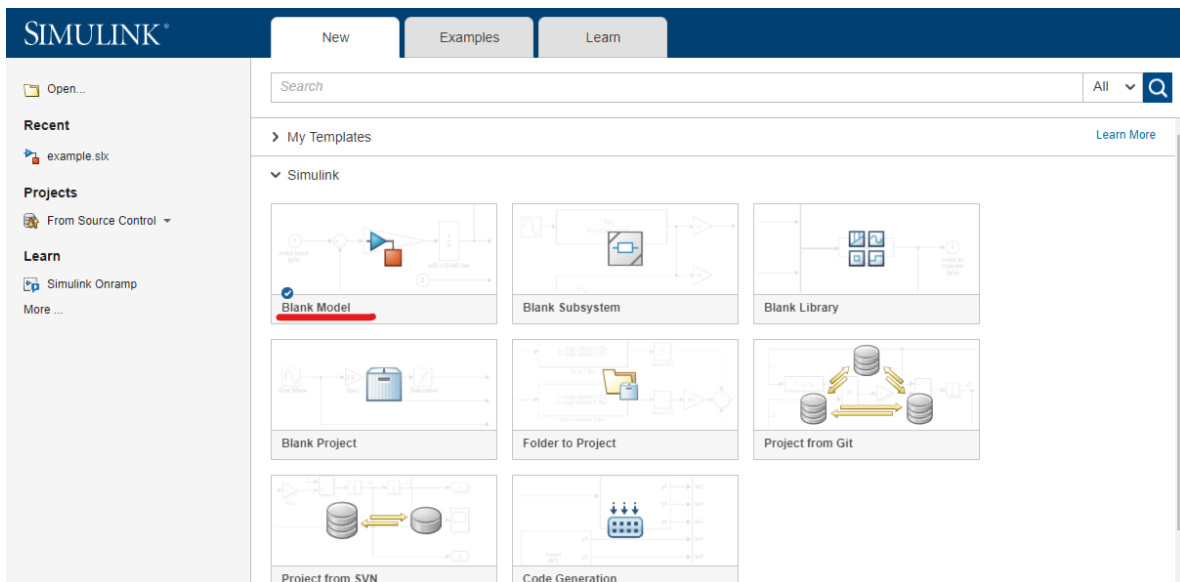 SIMULINK®
New
Examples
Learn
Open...
Recent
example.slx
Projects
From Source Control
Learn
Simulink Onramp
More ...
Search
All
My Templates
Learn More
Simulink
Blank Model
Blank Subsystem
Blank Library
Blank Project
Folder to Project
Project from Git
Project from SVN
Code Generation